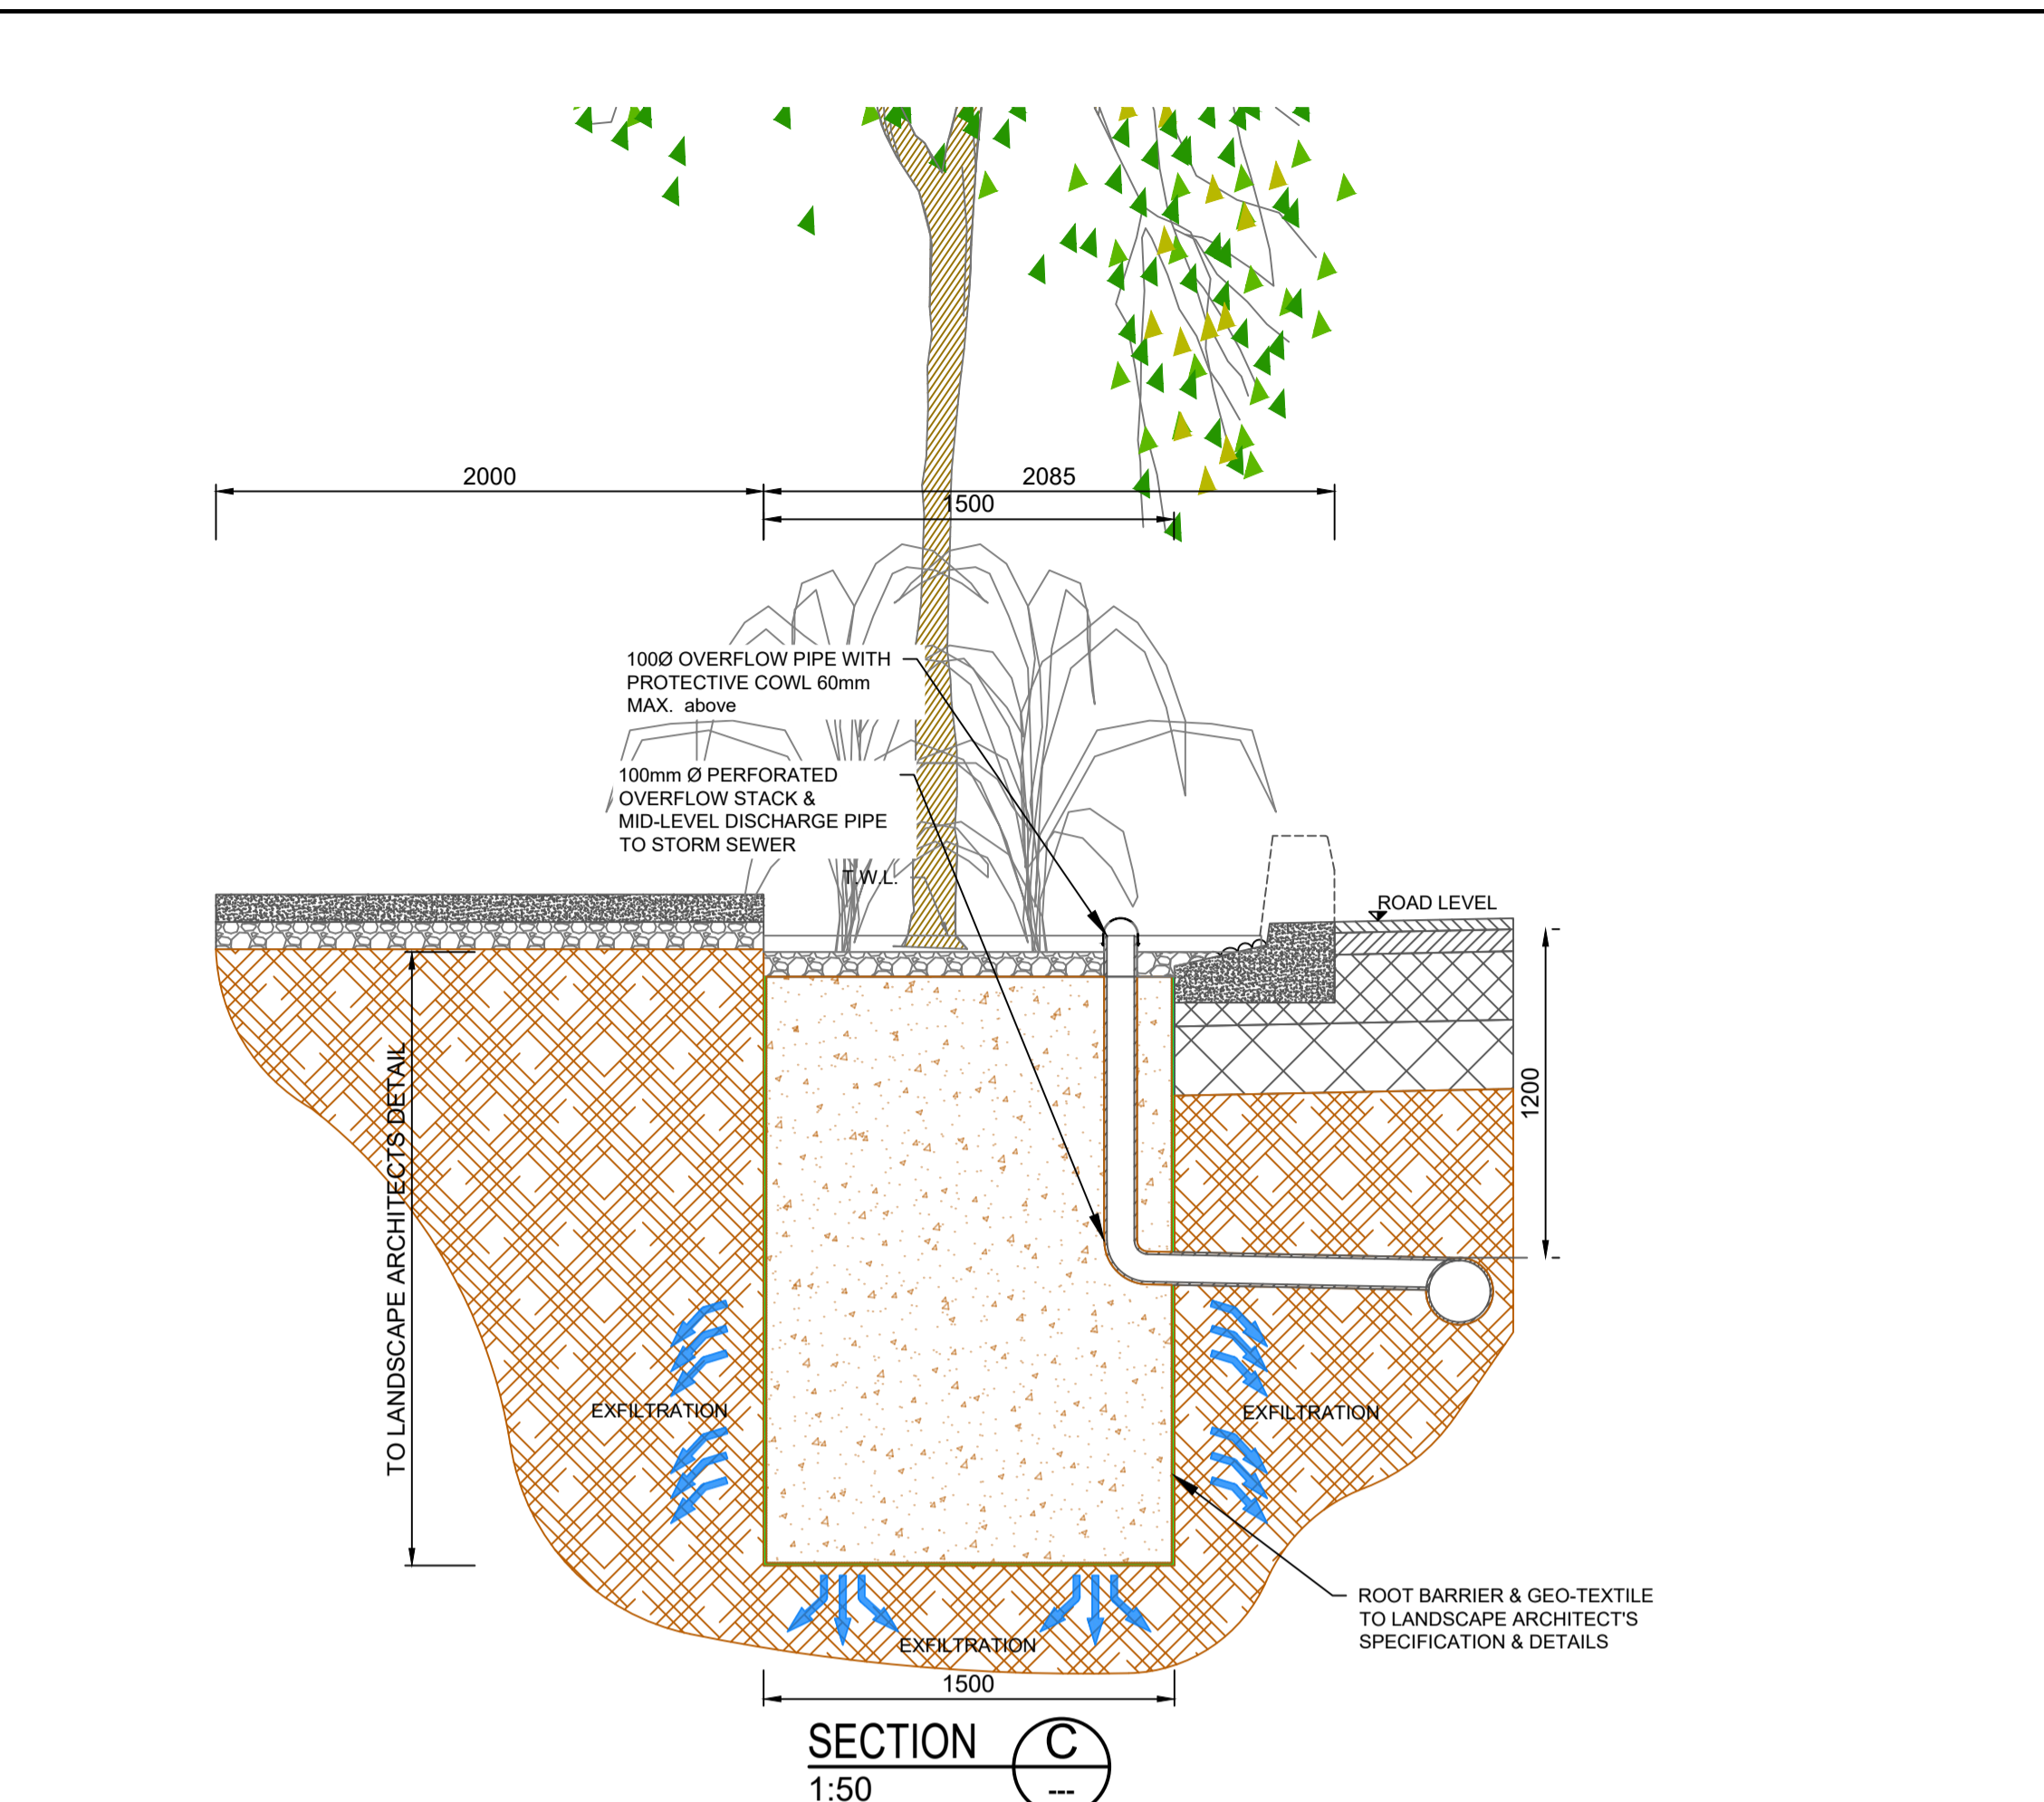 2000
2085
1500
100Ø OVERFLOW PIPE WITH
PROTECTIVE COWL 60mm
MAX. above
100mm Ø PERFORATED
OVERFLOW STACK &
MID-LEVEL DISCHARGE PIPE
TO STORM SEWER
T.W.L.
ROAD LEVEL
1200
TO LANDSCAPE ARCHITECTS DETAIL
EXFILTRATION
EXFILTRATION
ROOT BARRIER & GEO-TEXTILE
TO LANDSCAPE ARCHITECT'S
SPECIFICATION & DETAILS
EXFILTRATION
1500
SECTION C
1:50 ---